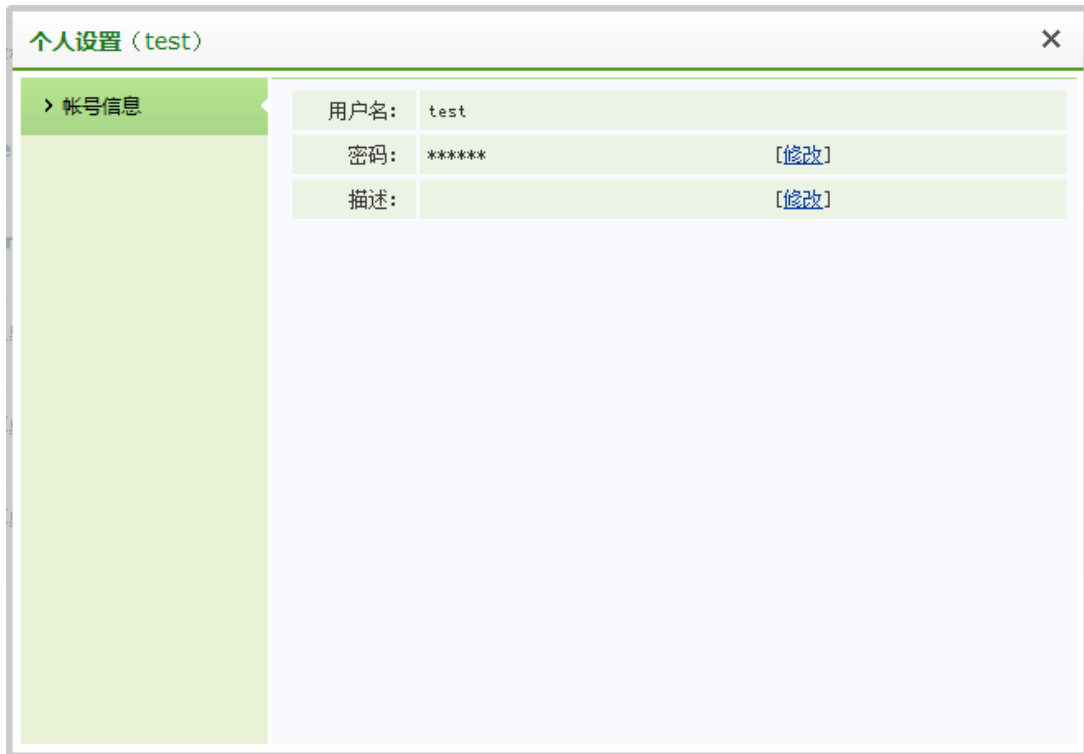 个人设置（test）
帐号信息
用户名： test
密码： ****** [修改]
描述： [修改]